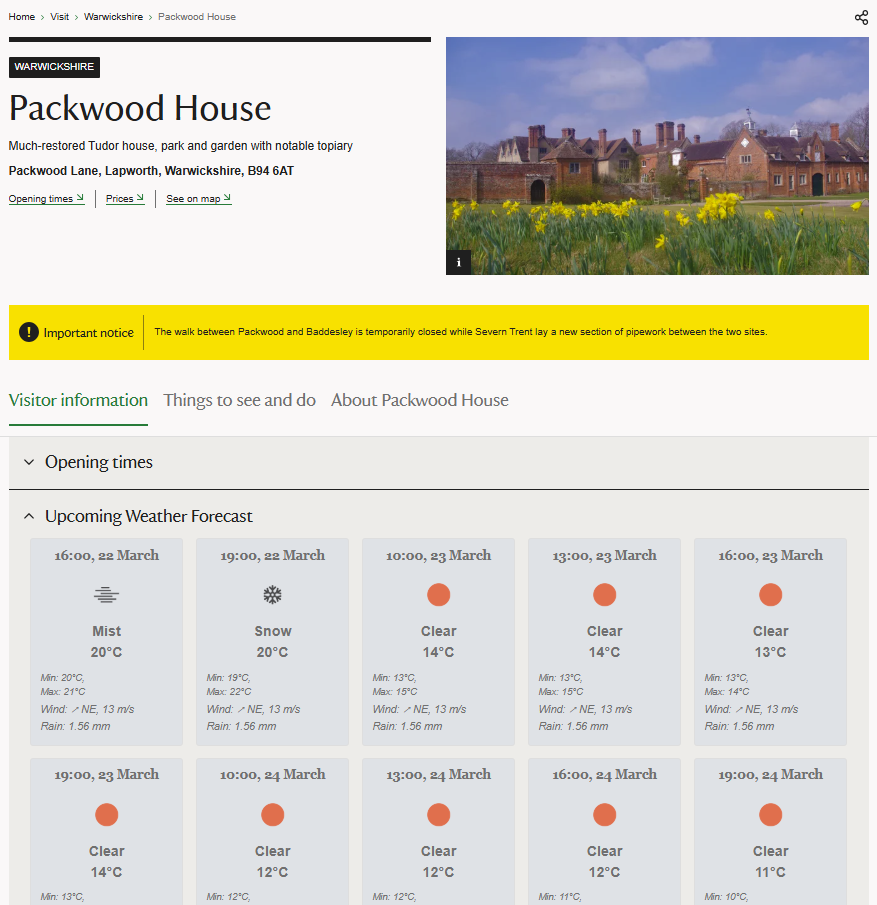 Home > Visit > Warwickshire > Packwood House
WARWICKSHIRE
Packwood House
Much-restored Tudor house, park and garden with notable topiary
Packwood Lane, Lapworth, Warwickshire, B94 6AT
Opening times Prices See on map
i
! Important notice The walk between Packwood and Baddesley is temporarily closed while Severn Trent lay a new section of pipework between the two sites.
Visitor information Things to see and do About Packwood House
Opening times
Upcoming Weather Forecast
16:00, 22 March
Mist
20°C
Min: 20°C,
Max: 21°C
Wind: ↗ NE, 13 m/s
Rain: 1.56 mm
19:00, 22 March
Snow
20°C
Min: 19°C,
Max: 22°C
Wind: ↗ NE, 13 m/s
Rain: 1.56 mm
10:00, 23 March
Clear
14°C
Min: 13°C,
Max: 15°C
Wind: ↗ NE, 13 m/s
Rain: 1.56 mm
13:00, 23 March
Clear
14°C
Min: 13°C,
Max: 15°C
Wind: ↗ NE, 13 m/s
Rain: 1.56 mm
16:00, 23 March
Clear
13°C
Min: 13°C,
Max: 14°C
Wind: ↗ NE, 13 m/s
Rain: 1.56 mm
19:00, 23 March
Clear
14°C
Min: 13°C,
10:00, 24 March
Clear
12°C
Min: 12°C,
13:00, 24 March
Clear
12°C
Min: 12°C,
16:00, 24 March
Clear
12°C
Min: 11°C,
19:00, 24 March
Clear
11°C
Min: 10°C,